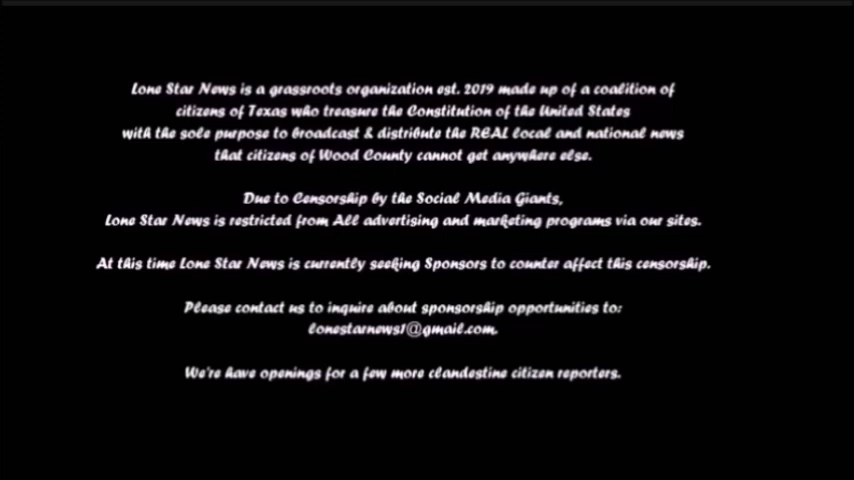 Lone Star News is a grassroots organization est. 2019 made up of a coalition of
citizens of Texas who treasure the Constitution of the United States
with the sole purpose to broadcast & distribute the REAL local and national news
that citizens of Wood County cannot get anywhere else.
Due to Censorship by the Social Media Giants,
Lone Star News is restricted from All advertising and marketing programs via our sites.
At this time Lone Star News is currently seeking Sponsors to counter affect this censorship.
Please contact us to inquire about sponsorship opportunities to:
lonestarnews1@gmail.com.
We're have openings for a few more clandestine citizen reporters.